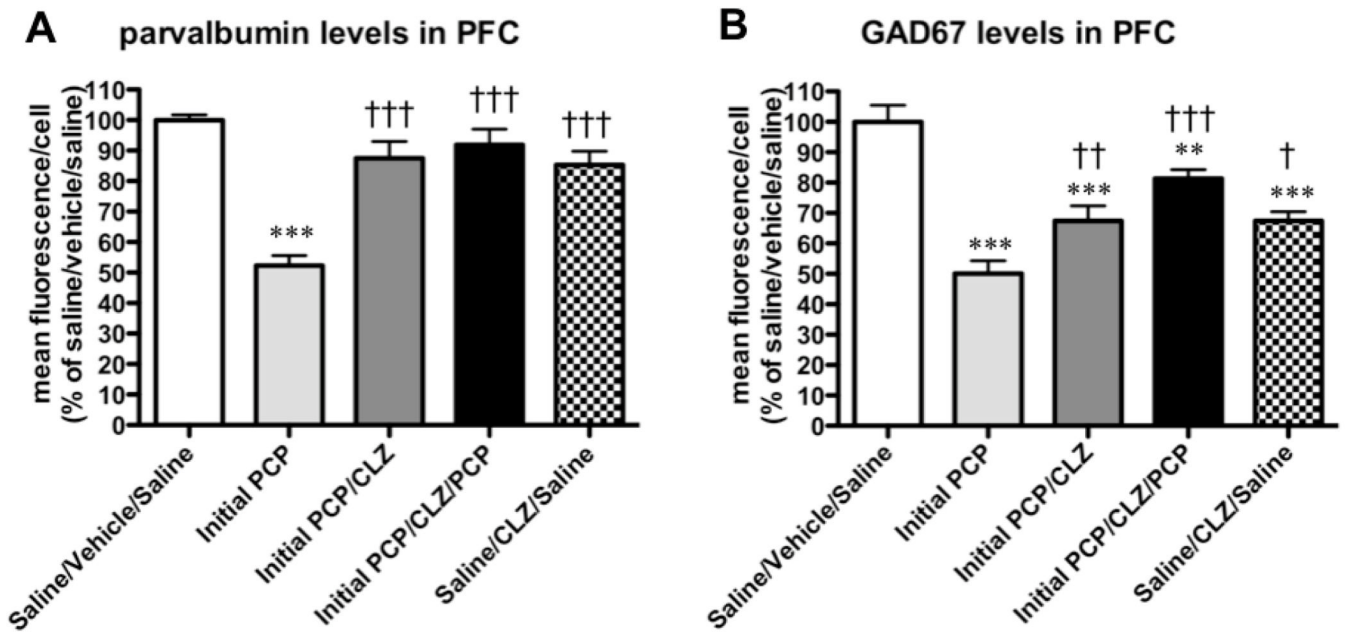 A
parvalbumin levels in PFC
mean fluorescence/cell
(% of saline/vehicle/saline)
110
100
90
80
70
60
50
40
30
20
10
0
***
†††
†††
†††
Saline/Vehicle/Saline
Initial PCP
Initial PCP/CLZ
Initial PCP/CLZ/PCP
Saline/CLZ/Saline
B
GAD67 levels in PFC
mean fluorescence/cell
(% of saline/vehicle/saline)
110
100
90
80
70
60
50
40
30
20
10
0
***
††
***
†††
**
†
***
Saline/Vehicle/Saline
Initial PCP
Initial PCP/CLZ
Initial PCP/CLZ/PCP
Saline/CLZ/Saline